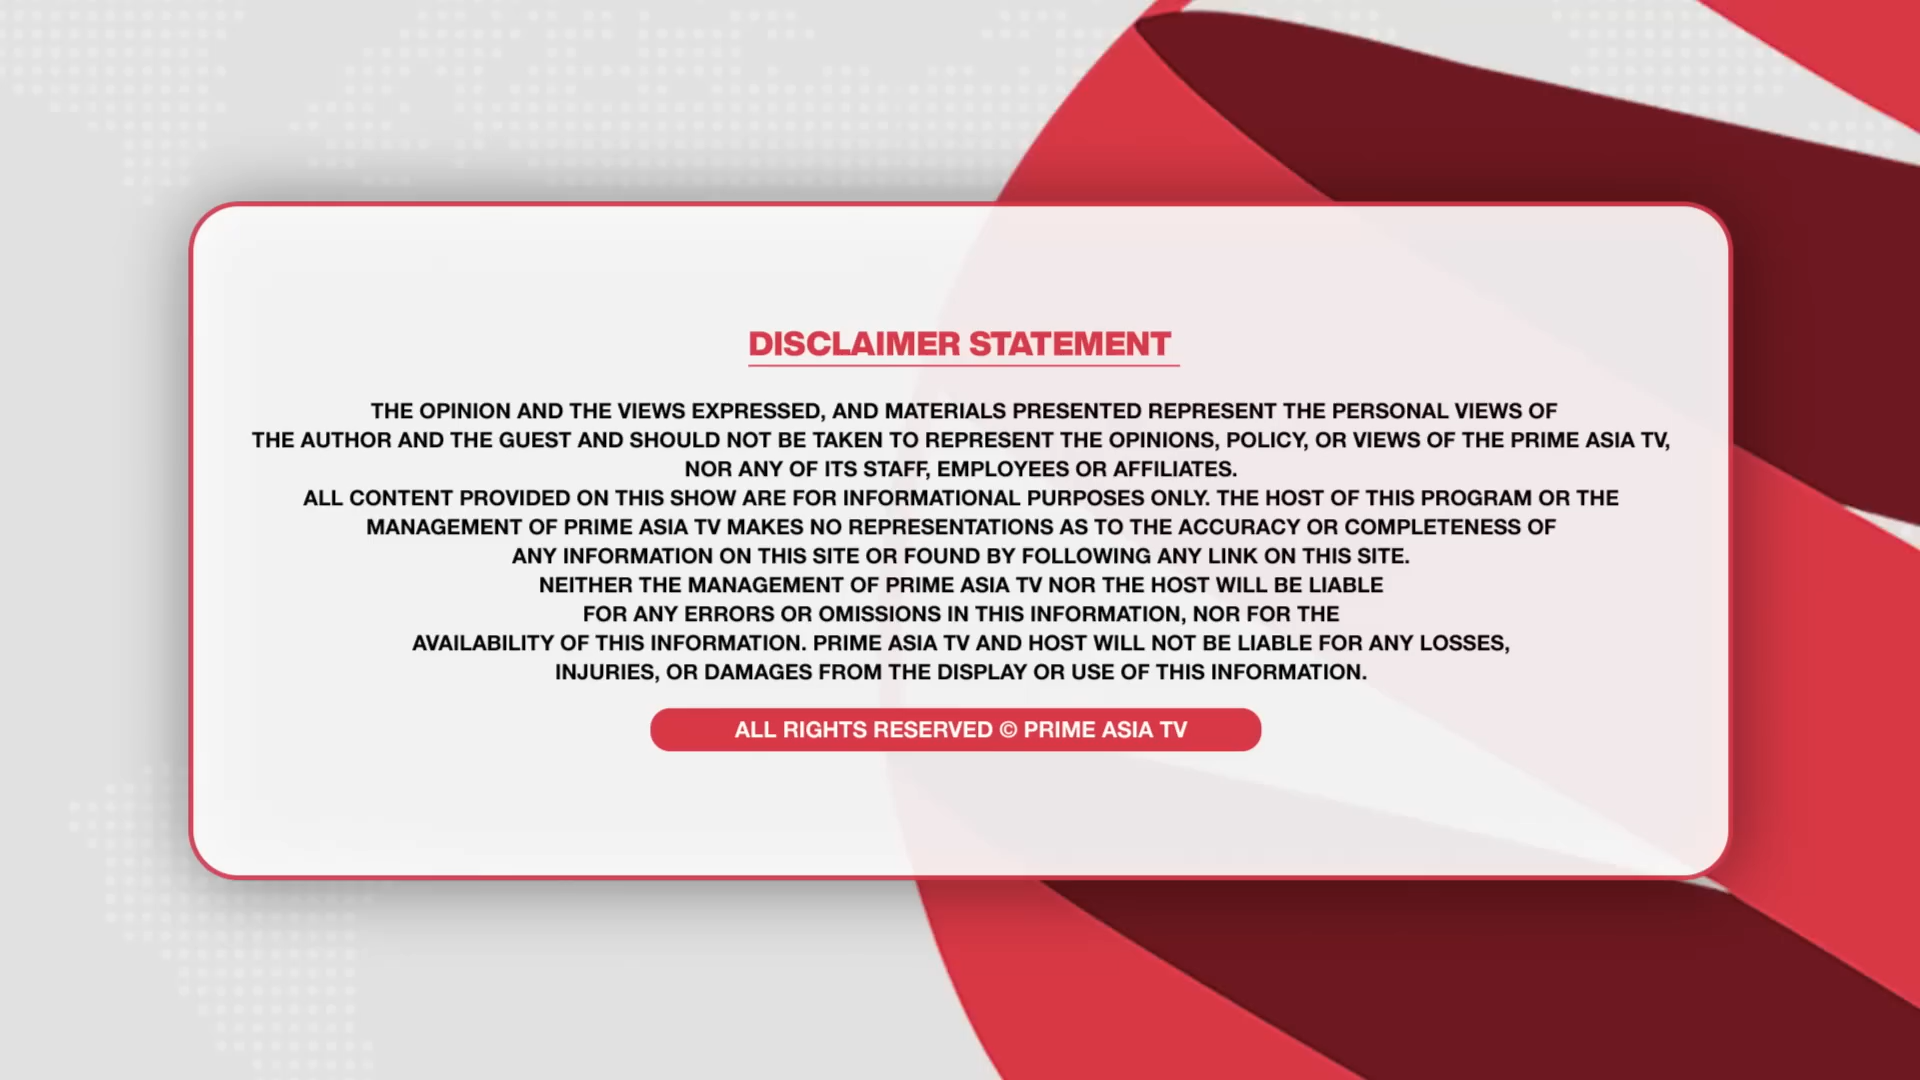 DISCLAIMER STATEMENT
THE OPINION AND THE VIEWS EXPRESSED, AND MATERIALS PRESENTED REPRESENT THE PERSONAL VIEWS OF
THE AUTHOR AND THE GUEST AND SHOULD NOT BE TAKEN TO REPRESENT THE OPINIONS, POLICY, OR VIEWS OF THE PRIME ASIA TV,
NOR ANY OF ITS STAFF, EMPLOYEES OR AFFILIATES.
ALL CONTENT PROVIDED ON THIS SHOW ARE FOR INFORMATIONAL PURPOSES ONLY. THE HOST OF THIS PROGRAM OR THE
MANAGEMENT OF PRIME ASIA TV MAKES NO REPRESENTATIONS AS TO THE ACCURACY OR COMPLETENESS OF
ANY INFORMATION ON THIS SITE OR FOUND BY FOLLOWING ANY LINK ON THIS SITE.
NEITHER THE MANAGEMENT OF PRIME ASIA TV NOR THE HOST WILL BE LIABLE
FOR ANY ERRORS OR OMISSIONS IN THIS INFORMATION, NOR FOR THE
AVAILABILITY OF THIS INFORMATION. PRIME ASIA TV AND HOST WILL NOT BE LIABLE FOR ANY LOSSES,
INJURIES, OR DAMAGES FROM THE DISPLAY OR USE OF THIS INFORMATION.
ALL RIGHTS RESERVED © PRIME ASIA TV